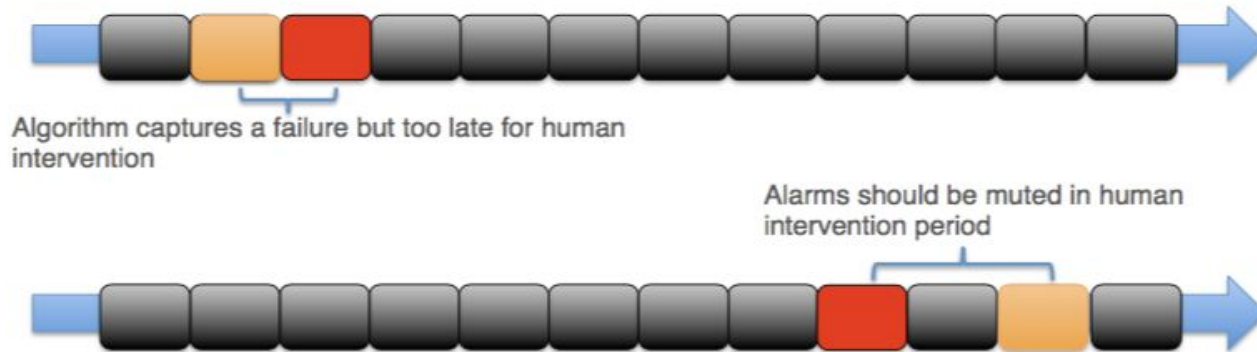 Algorithm captures a failure but too late for human
intervention
Alarms should be muted in human
intervention period